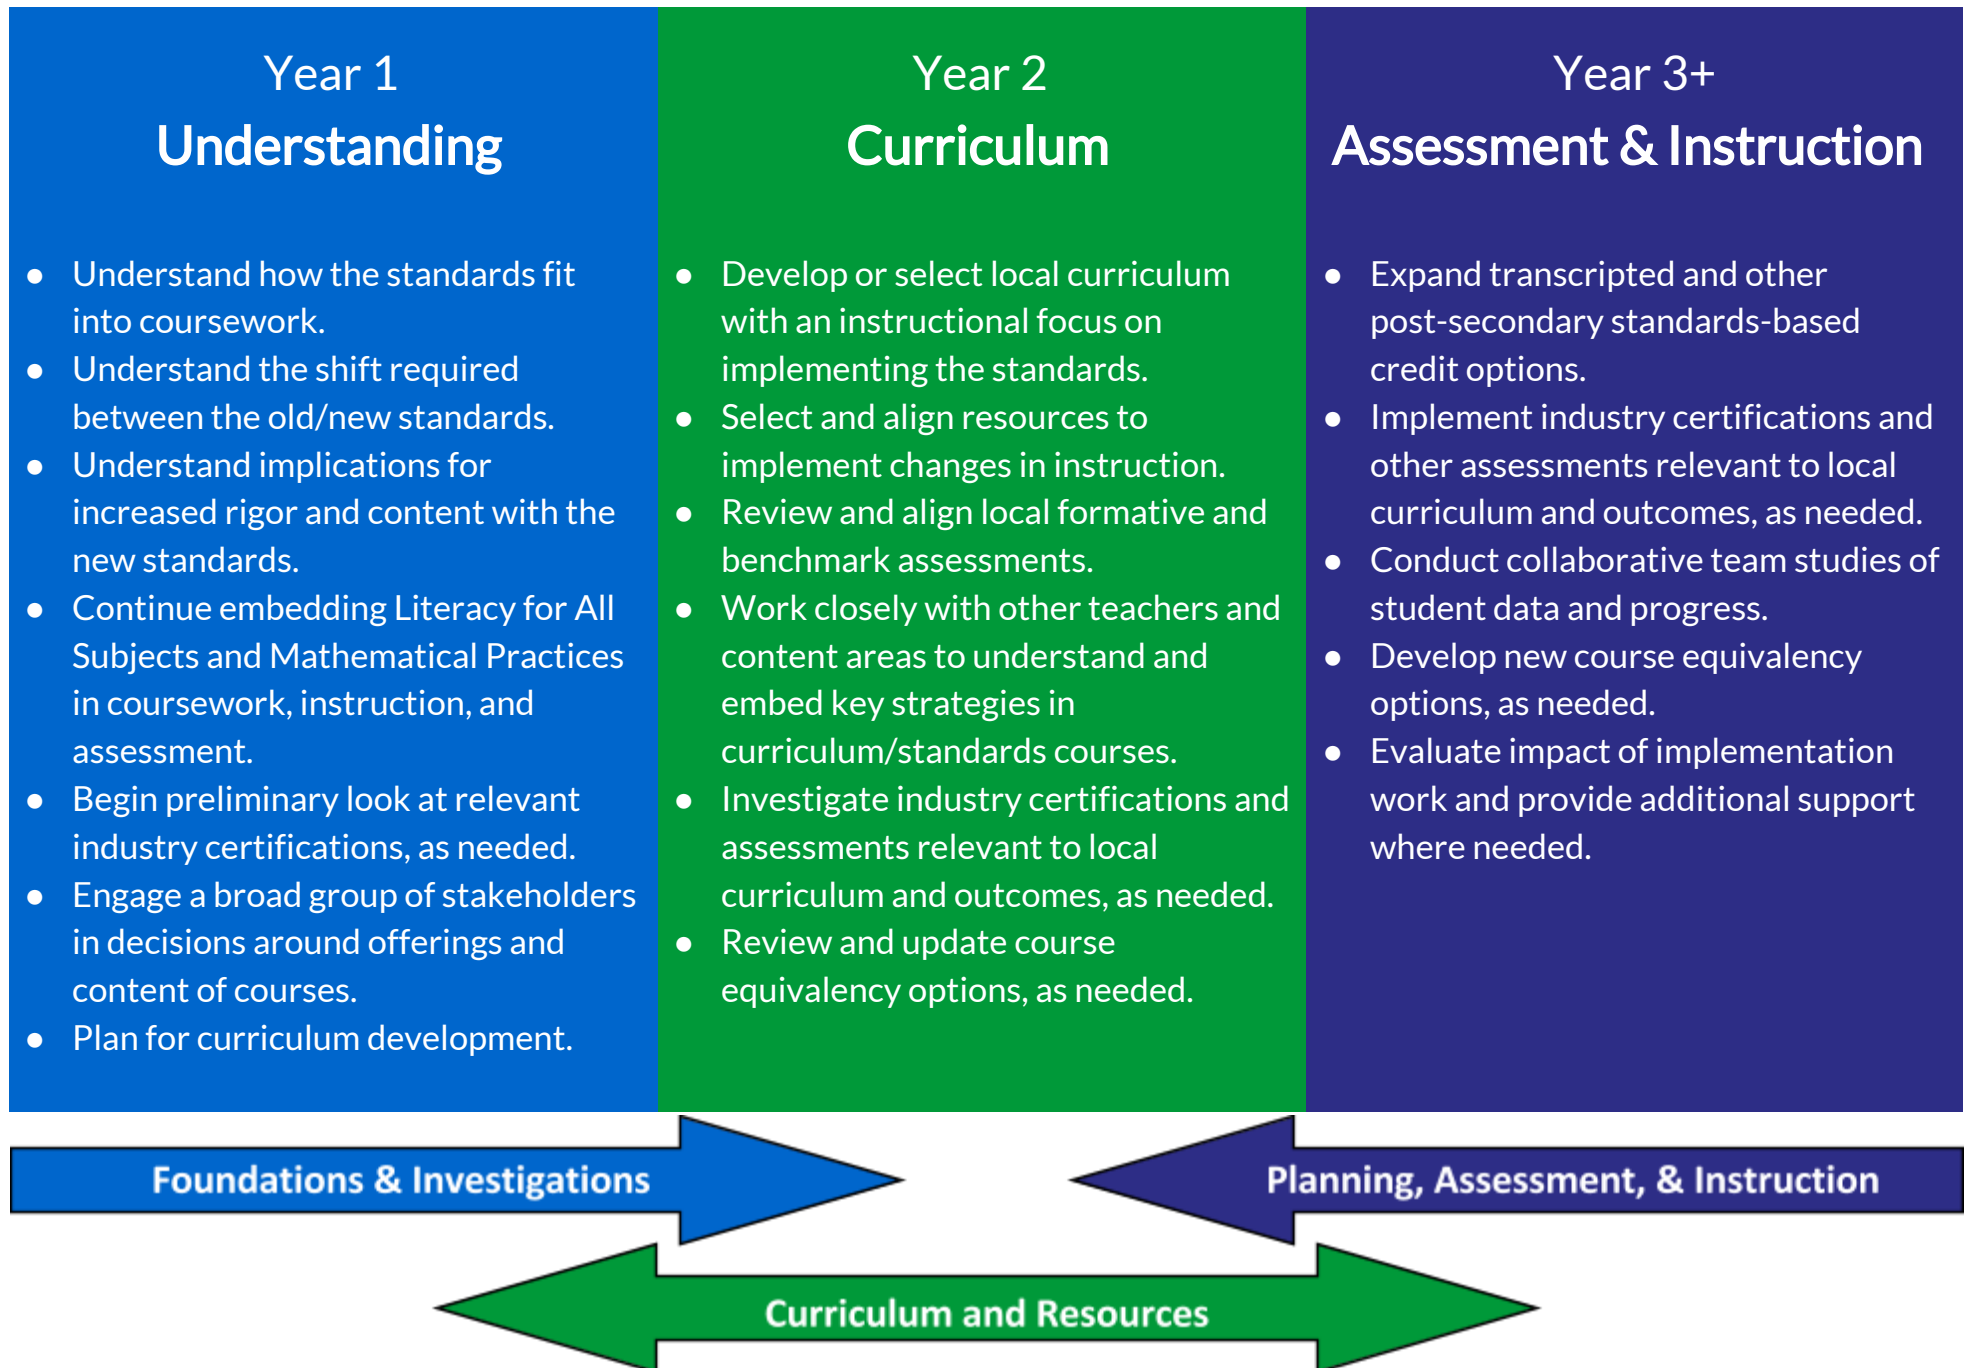 Year 1
Understanding
● Understand how the standards fit
into coursework.
● Understand the shift required
between the old/new standards.
● Understand implications for
increased rigor and content with the
new standards.
● Continue embedding Literacy for All
Subjects and Mathematical Practices
in coursework, instruction, and
assessment.
● Begin preliminary look at relevant
industry certifications, as needed.
● Engage a broad group of stakeholders
in decisions around offerings and
content of courses.
● Plan for curriculum development.
Year 2
Curriculum
● Develop or select local curriculum
with an instructional focus on
implementing the standards.
● Select and align resources to
implement changes in instruction.
● Review and align local formative and
benchmark assessments.
● Work closely with other teachers and
content areas to understand and
embed key strategies in
curriculum/standards courses.
● Investigate industry certifications and
assessments relevant to local
curriculum and outcomes, as needed.
● Review and update course
equivalency options, as needed.
Year 3+
Assessment & Instruction
● Expand transcripted and other
post-secondary standards-based
credit options.
● Implement industry certifications and
other assessments relevant to local
curriculum and outcomes, as needed.
● Conduct collaborative team studies of
student data and progress.
● Develop new course equivalency
options, as needed.
● Evaluate impact of implementation
work and provide additional support
where needed.
Foundations & Investigations
Planning, Assessment, & Instruction
Curriculum and Resources